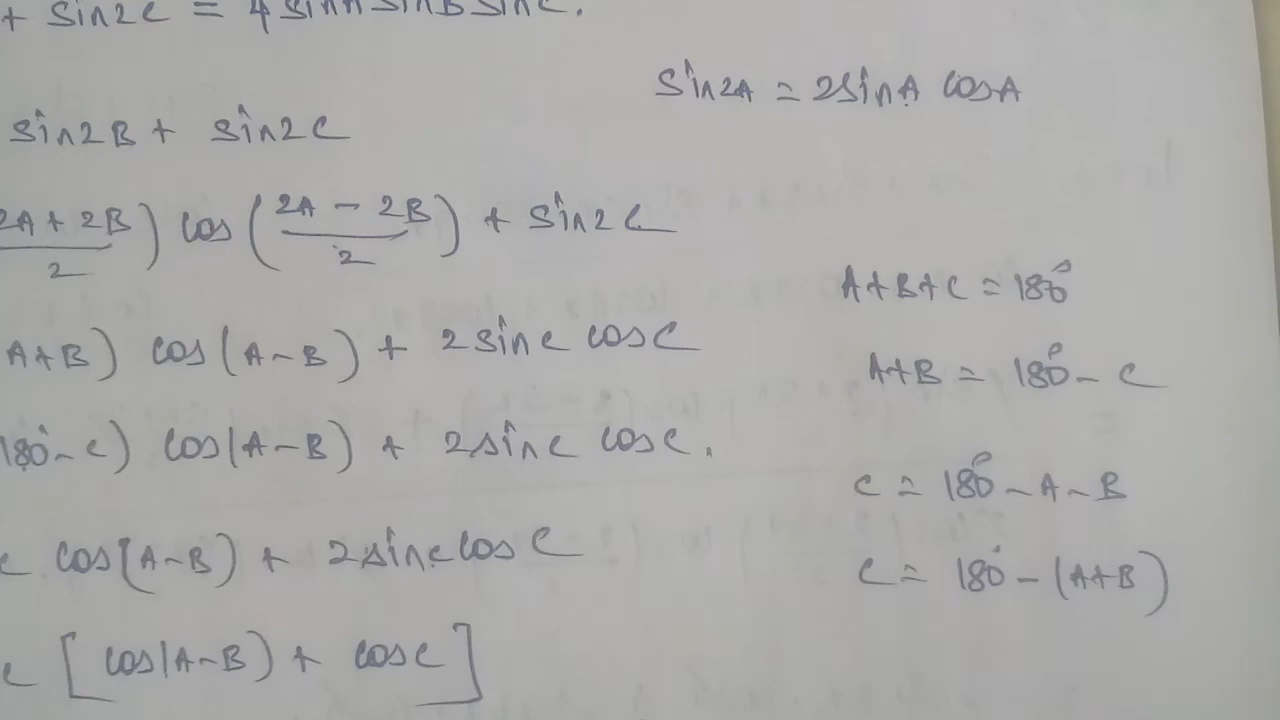 + sin2C = 4 sinA sinB sinC.
sin2A = 2sinA cosA
sin2B + sin2C
2A + 2B / 2) cos (2A - 2B / 2) + sin2C
A+B+C = 180°
A+B) cos(A-B) + 2sinC cosC
A+B = 180° - C
180° - C) cos(A-B) + 2sinC cosC.
C = 180° - A - B
C cos(A-B) + 2sinC cosC
C = 180° - (A+B)
C [cos(A-B) + cosC]